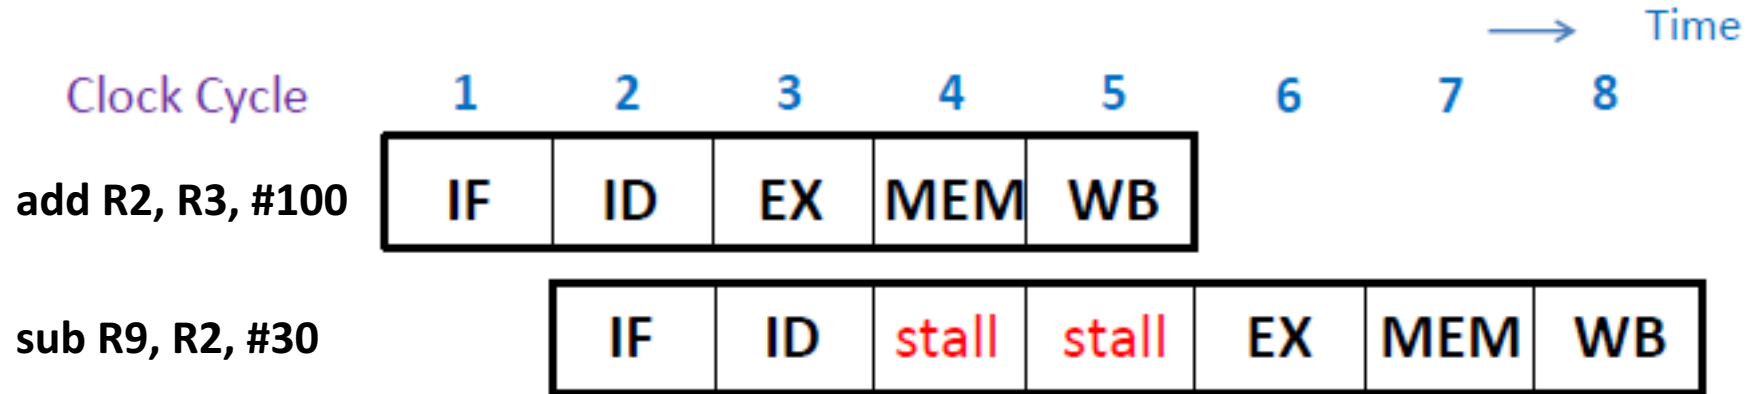 Time
Clock Cycle 1 2 3 4 5 6 7 8
add R2, R3, #100 IF ID EX MEM WB
sub R9, R2, #30 IF ID stall stall EX MEM WB